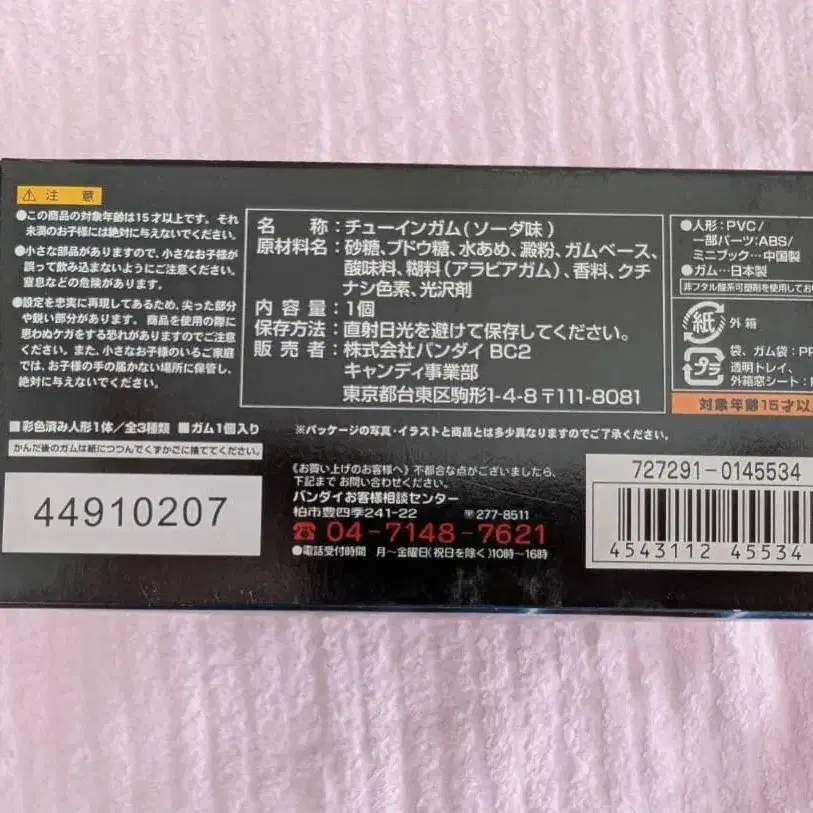 ⚠ 注意
●この商品の対象年齢は15才以上です。それ
未満のお子様には絶対に与えないでください。
●小さな部品がありますので、小さなお子様が
誤って飲み込まないようにご注意ください。
窒息などの危険があります。
●設定を忠実に再現してあるため、尖った部分
や鋭い部分があります。商品を使用の際に
思わぬケガをする恐れがありますのでご注意
ください。また、小さなお子様のいるご家庭
では、お子様の手の届かない場所に保管し、
絶対に与えないでください。
■彩色済み人形1体/全3種類 ■ガム1個入り
かんだ後のガムは紙につつんでくずかごに捨ててください。
44910207
名称:チューインガム(ソーダ味)
原材料名:砂糖、ブドウ糖、水あめ、澱粉、ガムベース、
酸味料、糊料(アラビアガム)、香料、クチ
ナシ色素、光沢剤
内容量:1個
保存方法:直射日光を避けて保存してください。
販売者:株式会社バンダイ BC2
キャンディ事業部
東京都台東区駒形1-4-8 〒111-8081
※パッケージの写真・イラストと商品とは多少異なりますのでご了承ください。
《お買い上げのお客様へ》不都合な点がございましたら、
下記までお問い合わせください。
バンダイお客様相談センター
柏市豊四季241-22 〒277-8511
☎04-7148-7621
●電話受付時間 月～金曜日(祝日を除く)10時～16時
●人形:PVC/
一部パーツ:ABS/
ミニブック…中国製
●ガム…日本製
非フタル酸系可塑剤を使用してお
紙 外箱
プラ 袋、ガム袋:PP
透明トレイ、
外箱窓シート:
対象年齢15才以
727291-0145534
4543112 45534